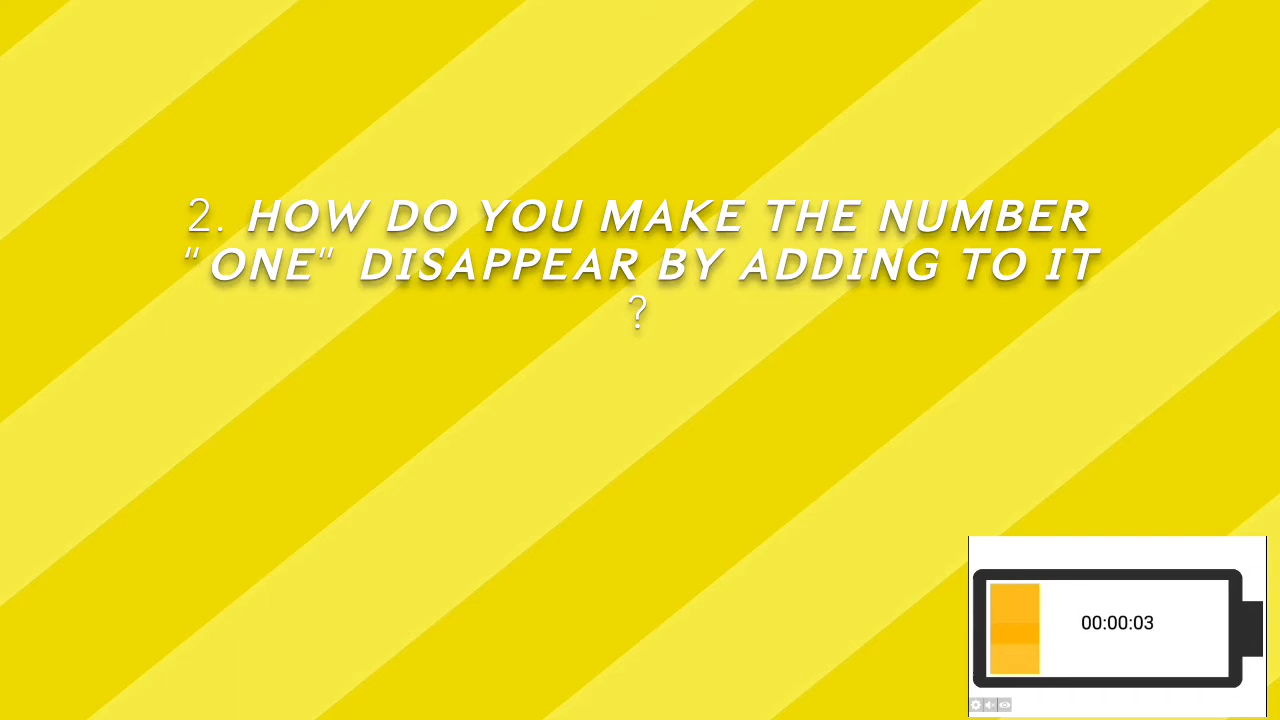 2. HOW DO YOU MAKE THE NUMBER
"ONE" DISAPPEAR BY ADDING TO IT
?
00:00:03